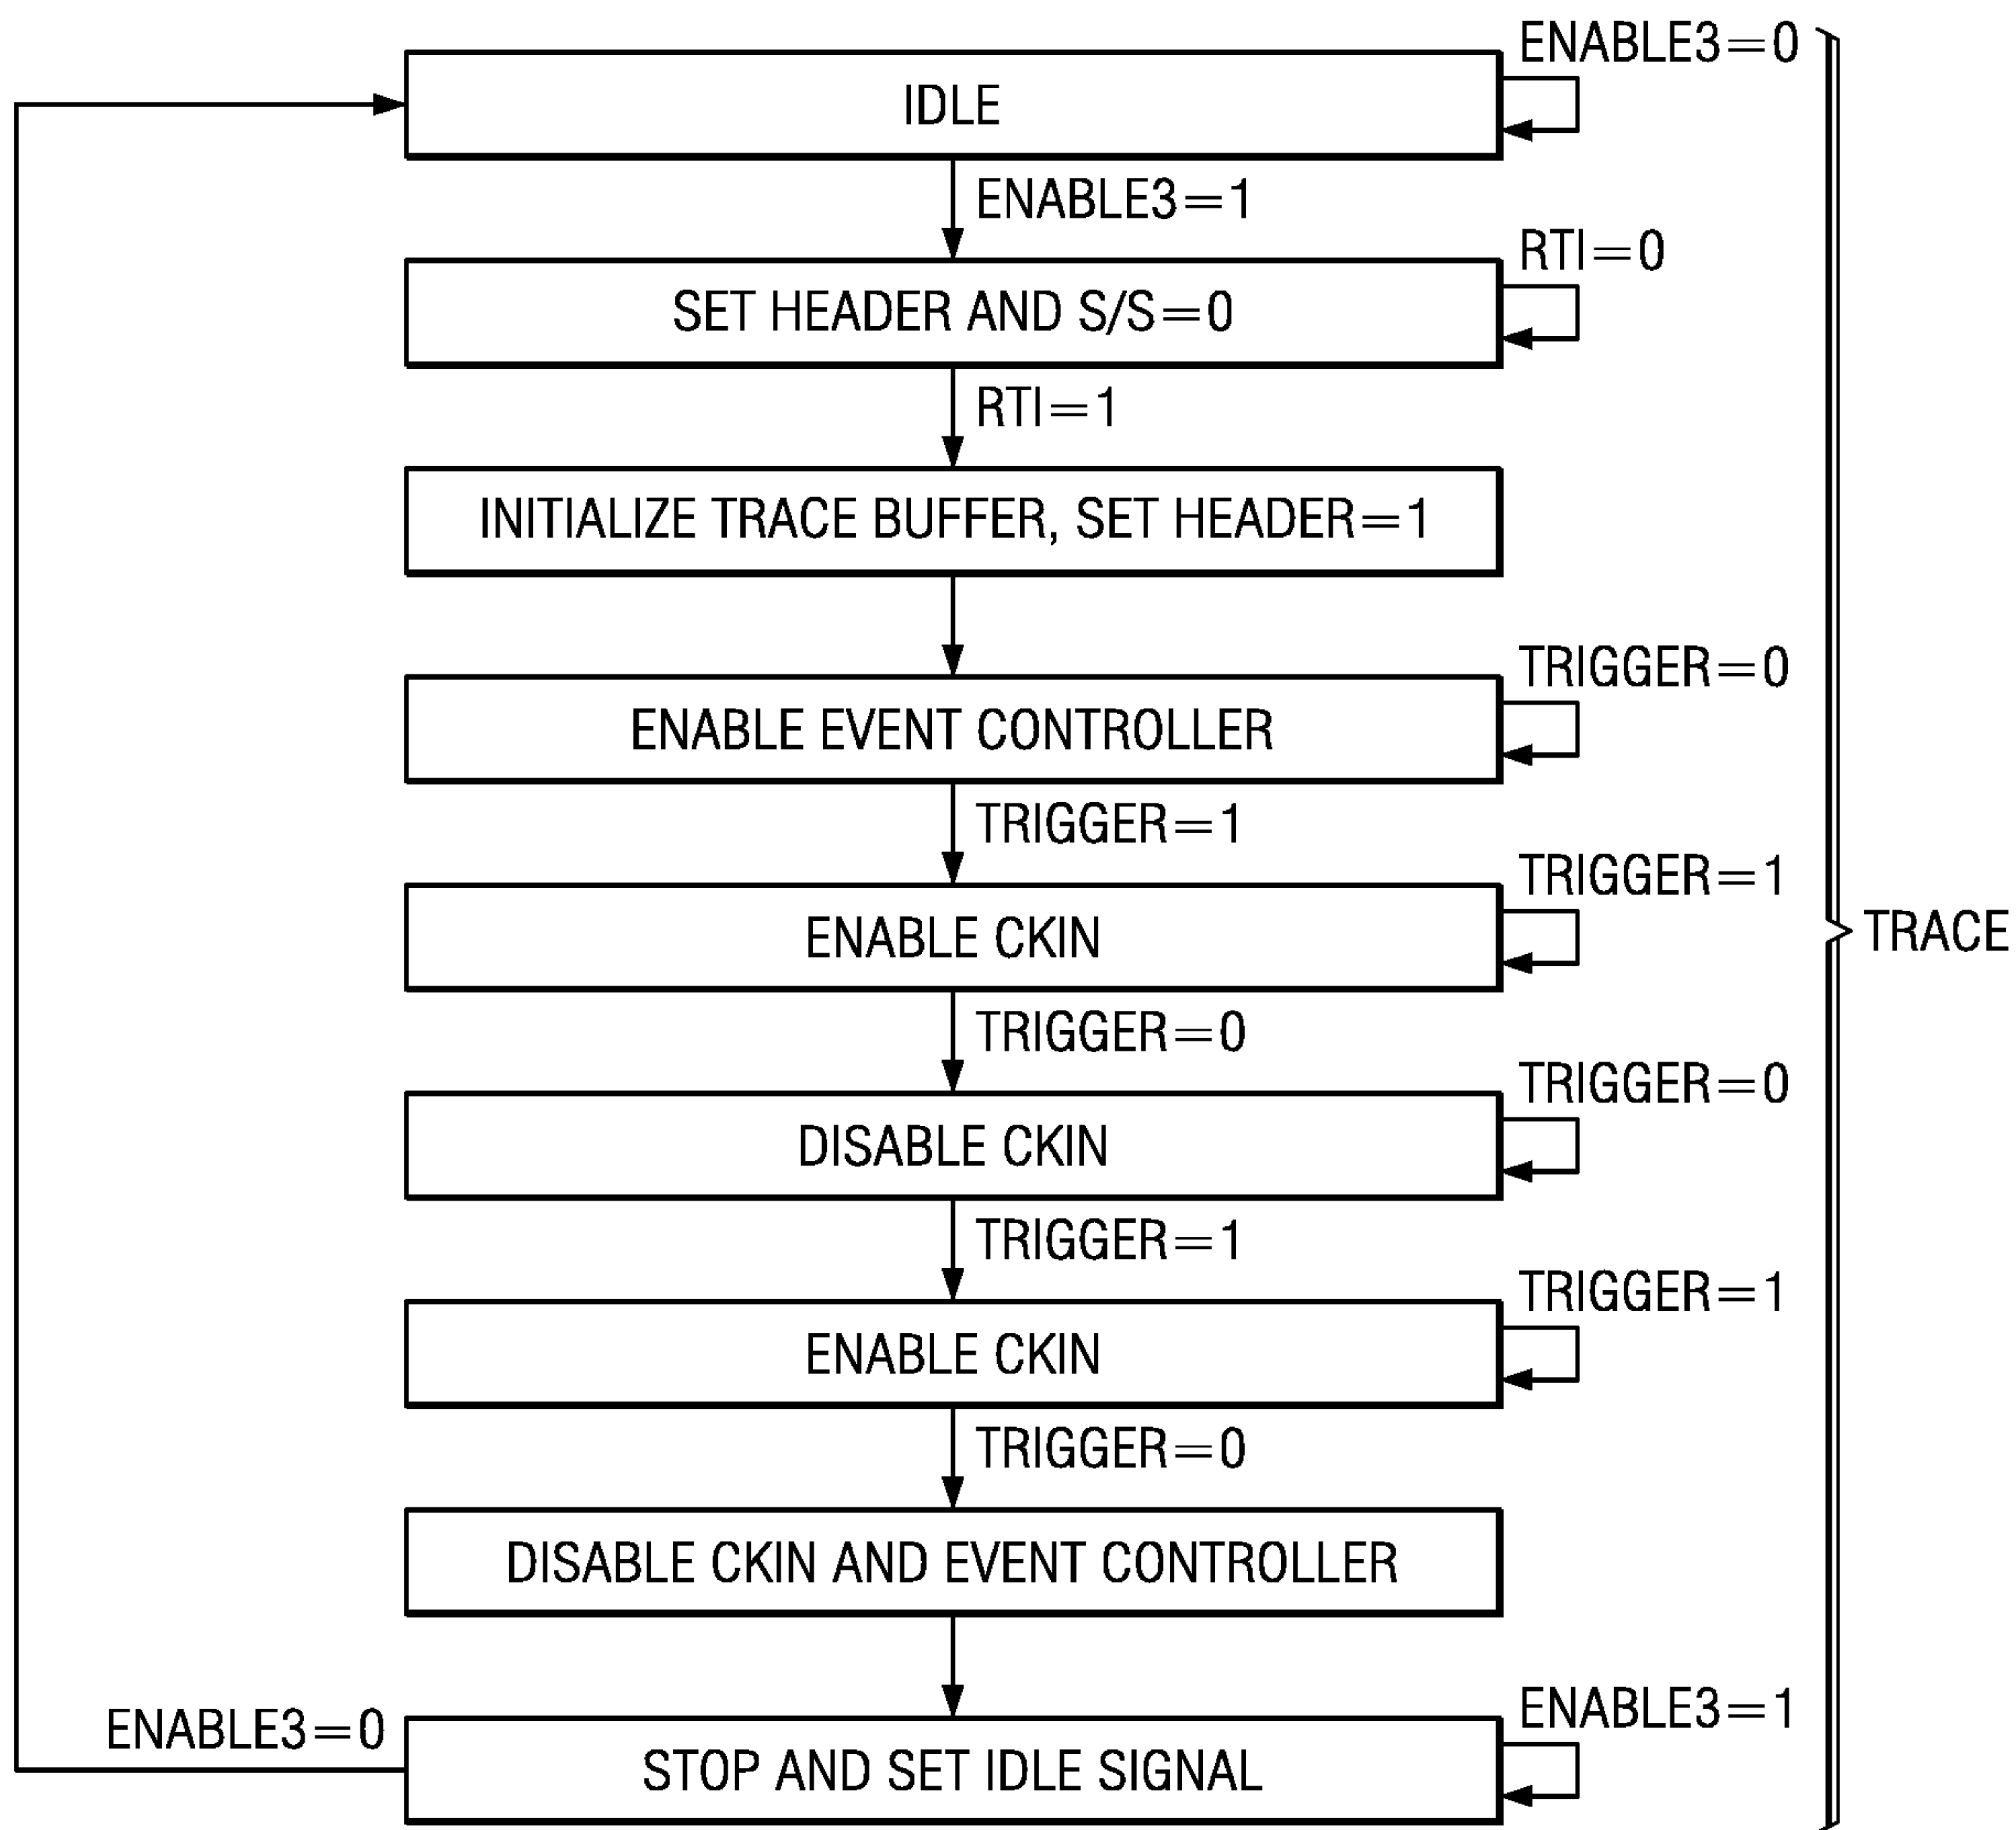 ENABLE3=0
IDLE
ENABLE3=1
RTI=0
SET HEADER AND S/S=0
RTI=1
INITIALIZE TRACE BUFFER, SET HEADER=1
TRIGGER=0
ENABLE EVENT CONTROLLER
TRIGGER=1
TRIGGER=1
ENABLE CKIN
TRACE
TRIGGER=0
TRIGGER=0
DISABLE CKIN
TRIGGER=1
TRIGGER=1
ENABLE CKIN
TRIGGER=0
DISABLE CKIN AND EVENT CONTROLLER
ENABLE3=1
ENABLE3=0
STOP AND SET IDLE SIGNAL